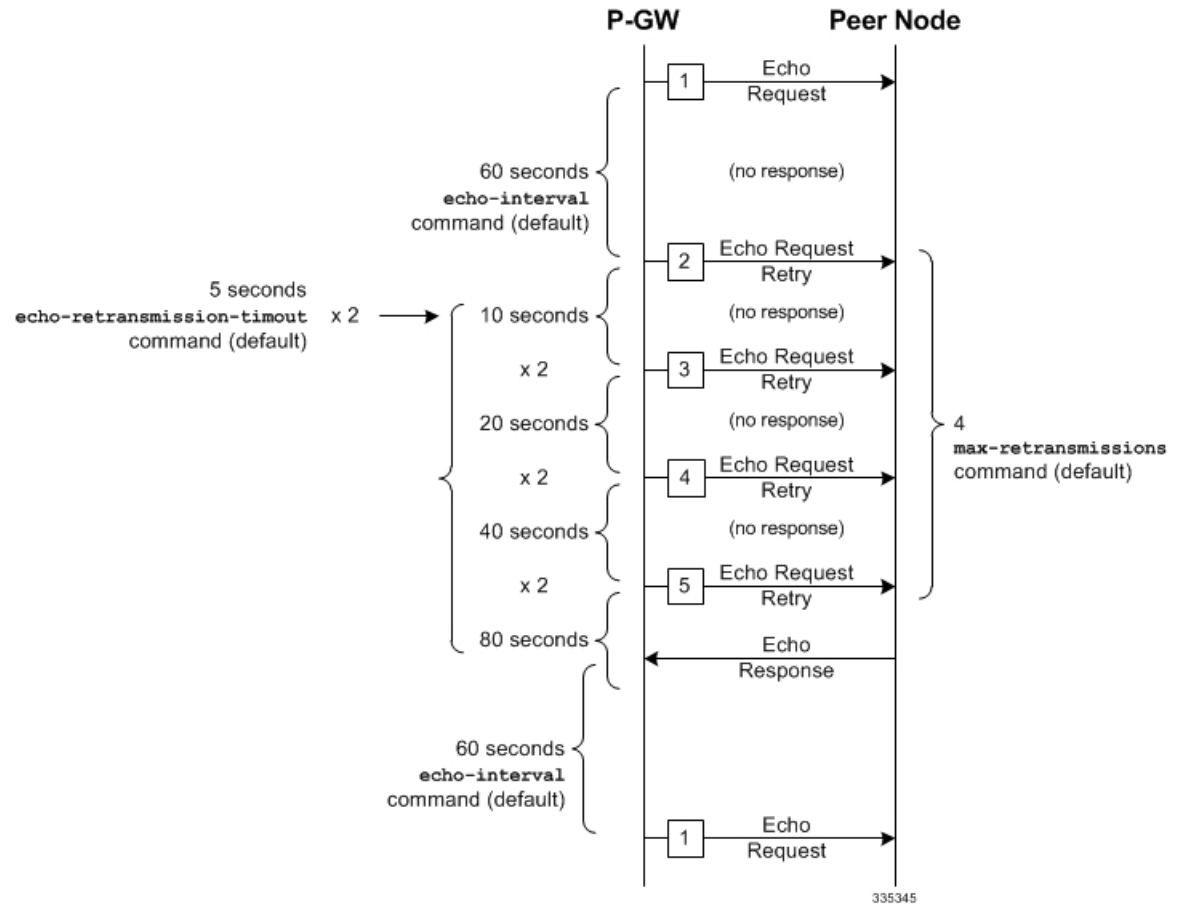 P-GW
Peer Node
1
Echo
Request
60 seconds
echo-interval
command (default)
(no response)
2
Echo Request
Retry
5 seconds
echo-retransmission-timout
command (default)
x 2
10 seconds
(no response)
x 2
3
Echo Request
Retry
20 seconds
(no response)
4
max-retransmissions
command (default)
x 2
4
Echo Request
Retry
40 seconds
(no response)
x 2
5
Echo Request
Retry
80 seconds
Echo
Response
60 seconds
echo-interval
command (default)
1
Echo
Request
335345